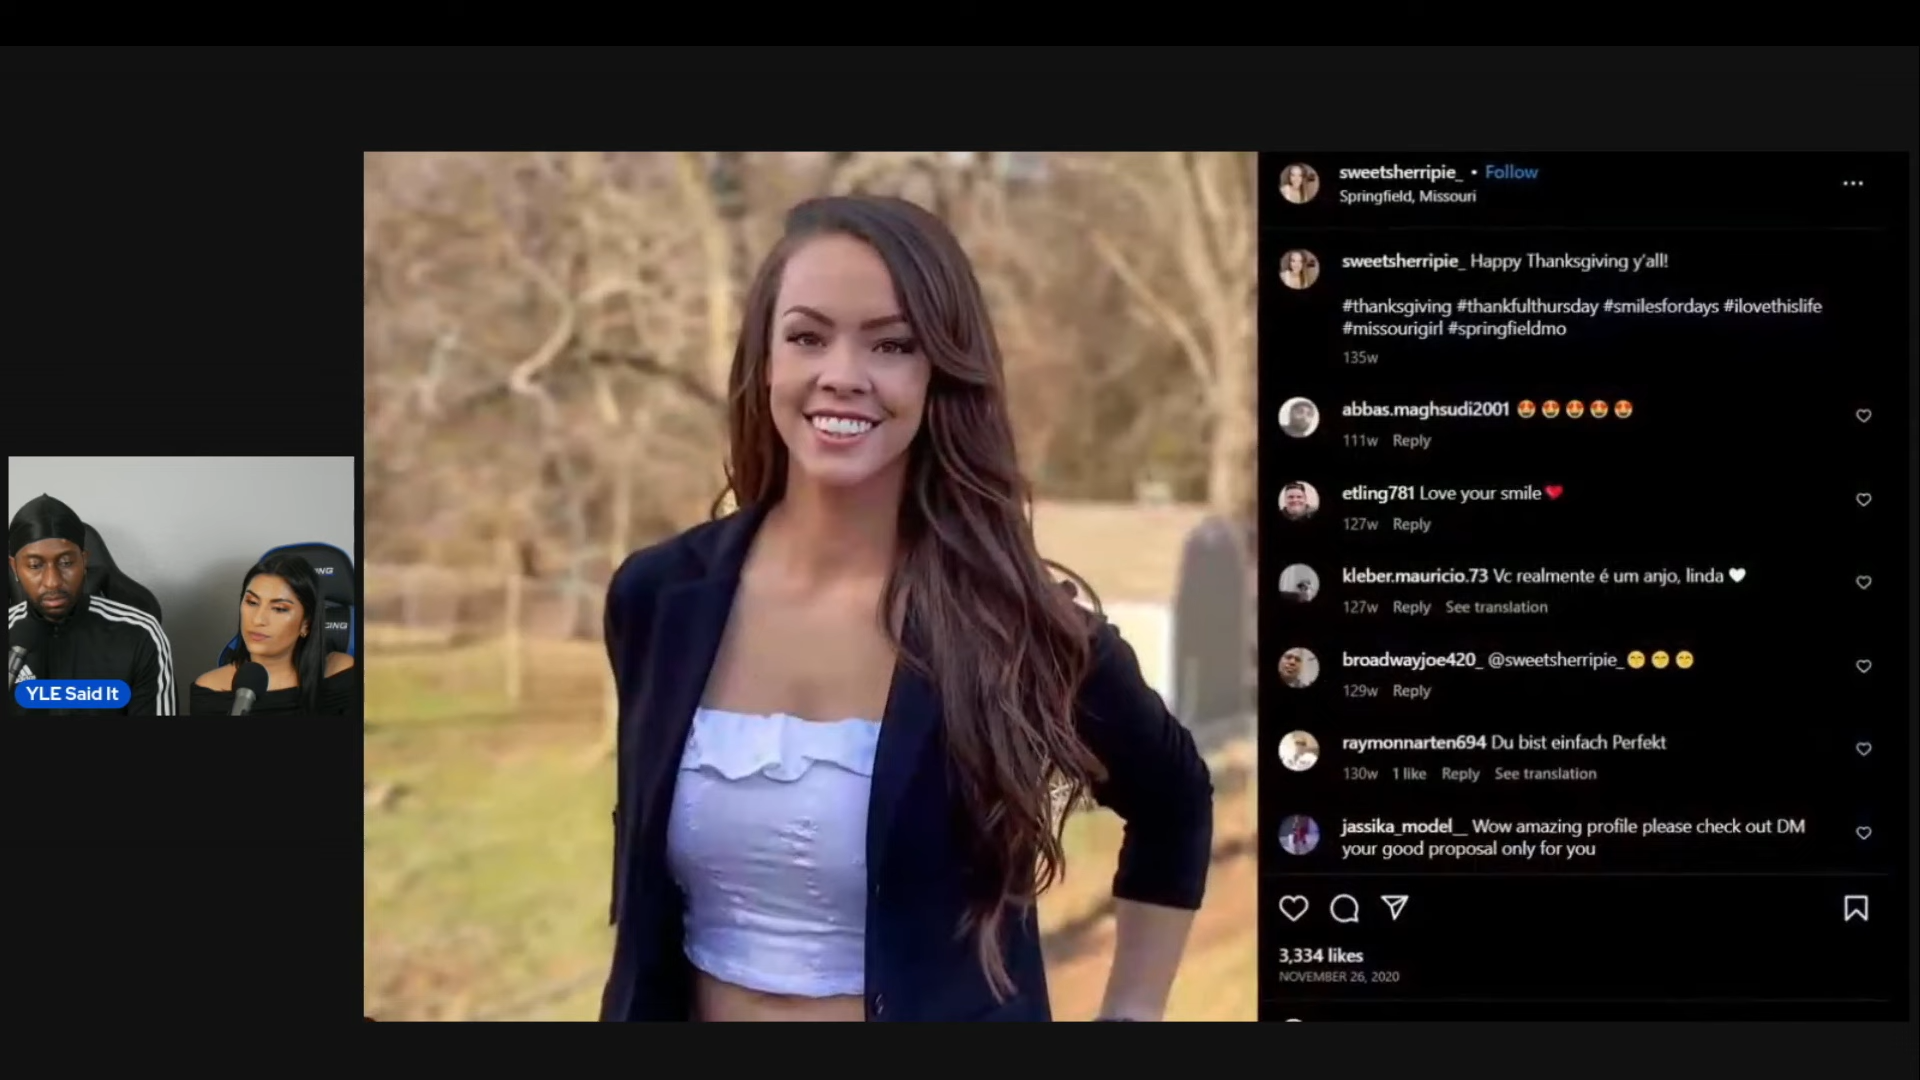 sweetsherripie_ • Follow
Springfield, Missouri
sweetsherripie_ Happy Thanksgiving y'all!
#thanksgiving #thankfulthursday #smilesfordays #ilovethislife
#missourigirl #springfieldmo
135w
abbas.maghsudi2001 😍😍😍😍😍
111w Reply
etling781 Love your smile❤️
127w Reply
kleber.mauricio.73 Vc realmente é um anjo, linda🤍
127w Reply See translation
broadwayjoe420_ @sweetsherripie_😁😁😁
129w Reply
raymonnarten694 Du bist einfach Perfekt
130w 1 like Reply See translation
jassika_model__ Wow amazing profile please check out DM
your good proposal only for you
3,334 likes
NOVEMBER 26, 2020
YLE Said It
ING
CING